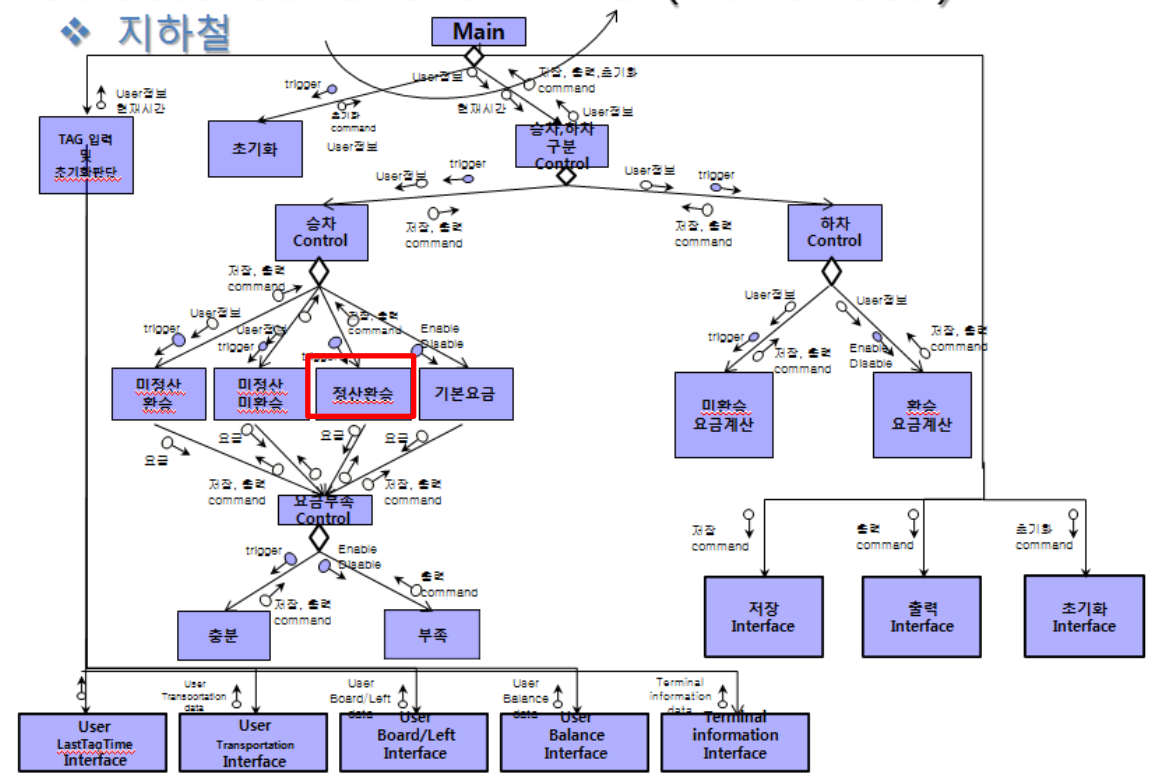 ❖ 지하철
Main
User정보
현재시간
TAG 입력
및
초기화판단
trigger
초기화
command
User정보
초기화
User정보
현재시간
저장, 출력,초기화
command
User정보
승차,하차
구분
Control
User정보
trigger
User정보
trigger
저장, 출력
command
저장, 출력
command
승차
Control
하차
Control
저장, 출력
command
User정보
trigger
User정보
trigger
저장, 출력
command
trigger
Enable
Disable
User정보
trigger
저장, 출력
command
User정보
Enable
Disable
저장, 출력
command
미정산
환승
미정산
미환승
정산환승
기본요금
미환승
요금계산
환승
요금계산
요금
요금
요금
요금
저장, 출력
command
저장, 출력
command
요금부족
Control
trigger
Enable
Disable
저장, 출력
command
출력
command
충분
부족
저장
command
출력
command
초기화
command
저장
Interface
출력
Interface
초기화
Interface
User
Transportation
data
User
Board/Left
data
User
Balance
data
Terminal
information
data
User
LastTagTime
Interface
User
Transportation
Interface
User
Board/Left
Interface
User
Balance
Interface
Terminal
information
Interface